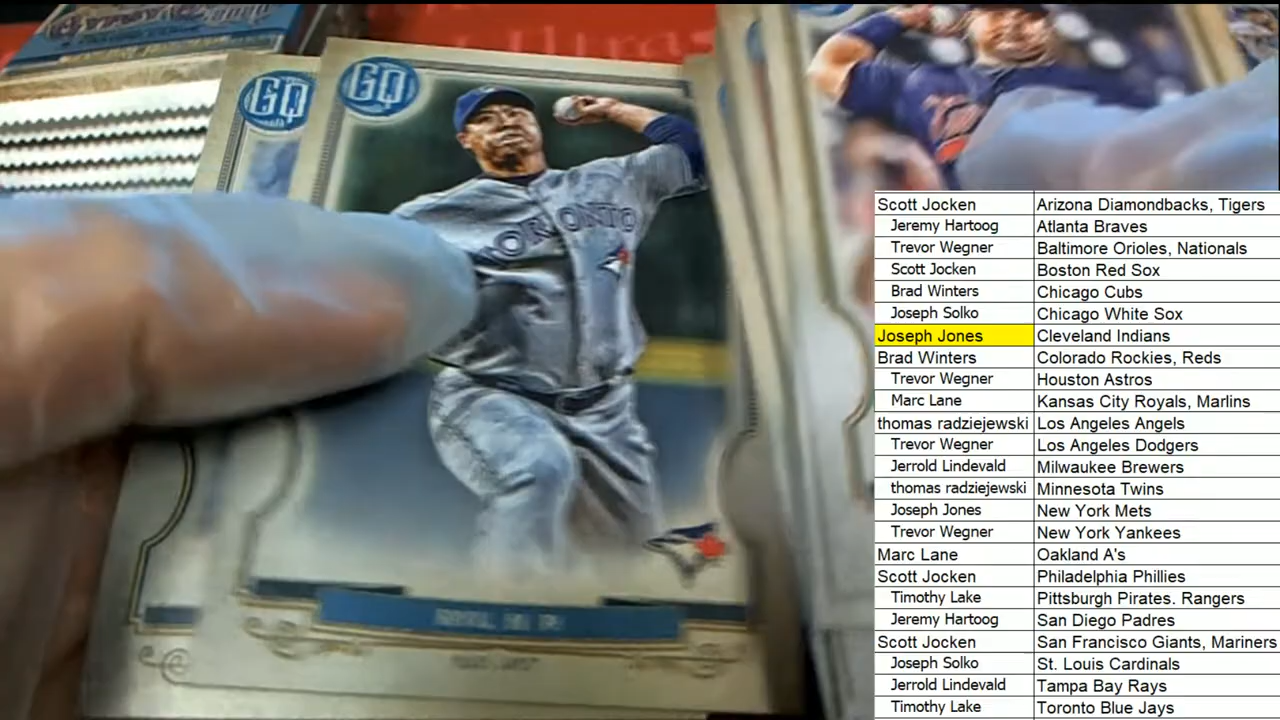 GQ
GQ
TORONTO
Scott Jocken Arizona Diamondbacks, Tigers
Jeremy Hartoog Atlanta Braves
Trevor Wegner Baltimore Orioles, Nationals
Scott Jocken Boston Red Sox
Brad Winters Chicago Cubs
Joseph Solko Chicago White Sox
Joseph Jones Cleveland Indians
Brad Winters Colorado Rockies, Reds
Trevor Wegner Houston Astros
Marc Lane Kansas City Royals, Marlins
thomas radziejewski Los Angeles Angels
Trevor Wegner Los Angeles Dodgers
Jerrold Lindevald Milwaukee Brewers
thomas radziejewski Minnesota Twins
Joseph Jones New York Mets
Trevor Wegner New York Yankees
Marc Lane Oakland A's
Scott Jocken Philadelphia Phillies
Timothy Lake Pittsburgh Pirates. Rangers
Jeremy Hartoog San Diego Padres
Scott Jocken San Francisco Giants, Mariners
Joseph Solko St. Louis Cardinals
Jerrold Lindevald Tampa Bay Rays
Timothy Lake Toronto Blue Jays